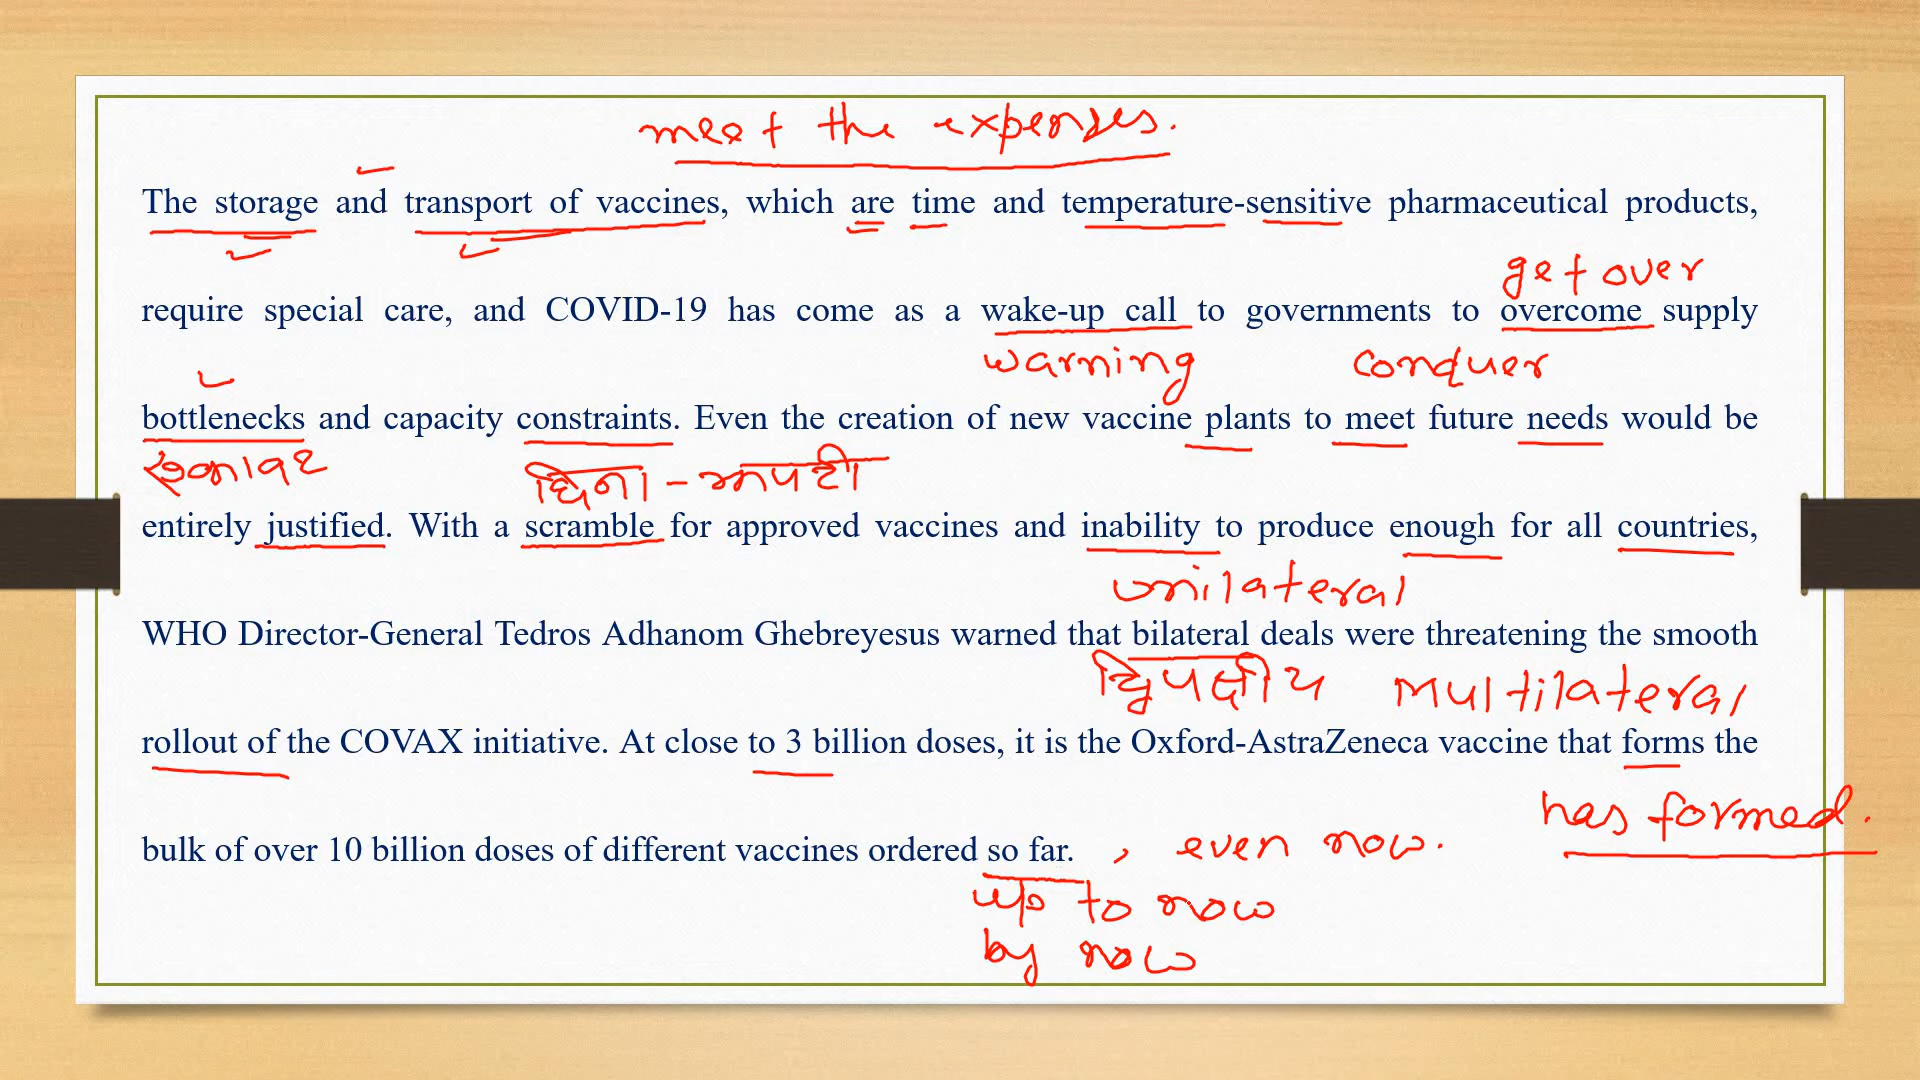 meet the expenses.
The storage and transport of vaccines, which are time and temperature-sensitive pharmaceutical products,
get over
require special care, and COVID-19 has come as a wake-up call to governments to overcome supply
warning conquer
bottlenecks and capacity constraints. Even the creation of new vaccine plants to meet future needs would be
रुकावट छिना-झपटी
entirely justified. With a scramble for approved vaccines and inability to produce enough for all countries,
unilateral
WHO Director-General Tedros Adhanom Ghebreyesus warned that bilateral deals were threatening the smooth
द्विपक्षीय Multilateral
rollout of the COVAX initiative. At close to 3 billion doses, it is the Oxford-AstraZeneca vaccine that forms the
has formed.
bulk of over 10 billion doses of different vaccines ordered so far. , even now.
up to now
by now